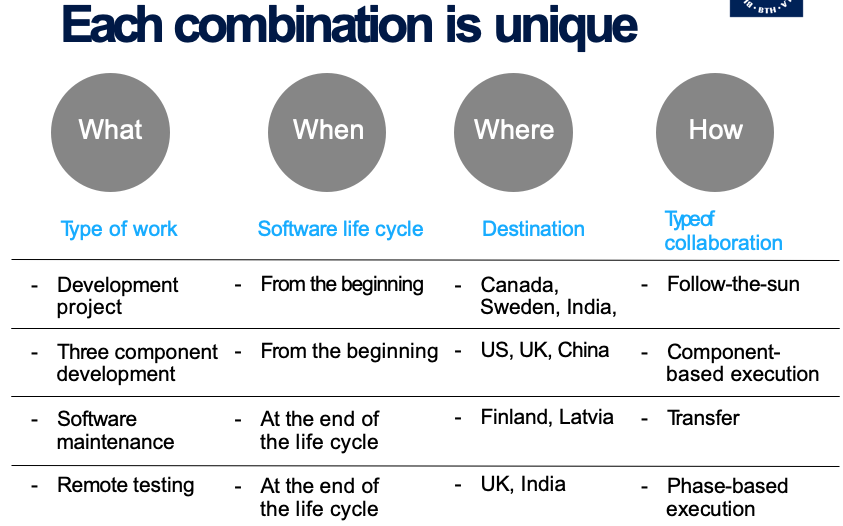 Each combination is unique
· BTH ·
What
When
Where
How
Type of work
Software life cycle
Destination
Typeof
collaboration
- Development
project
- From the beginning
- Canada,
Sweden, India,
- Follow-the-sun
- Three component
development
- From the beginning
- US, UK, China
- Component-
based execution
- Software
maintenance
- At the end of
the life cycle
- Finland, Latvia
- Transfer
- Remote testing
- At the end of
the life cycle
- UK, India
- Phase-based
execution